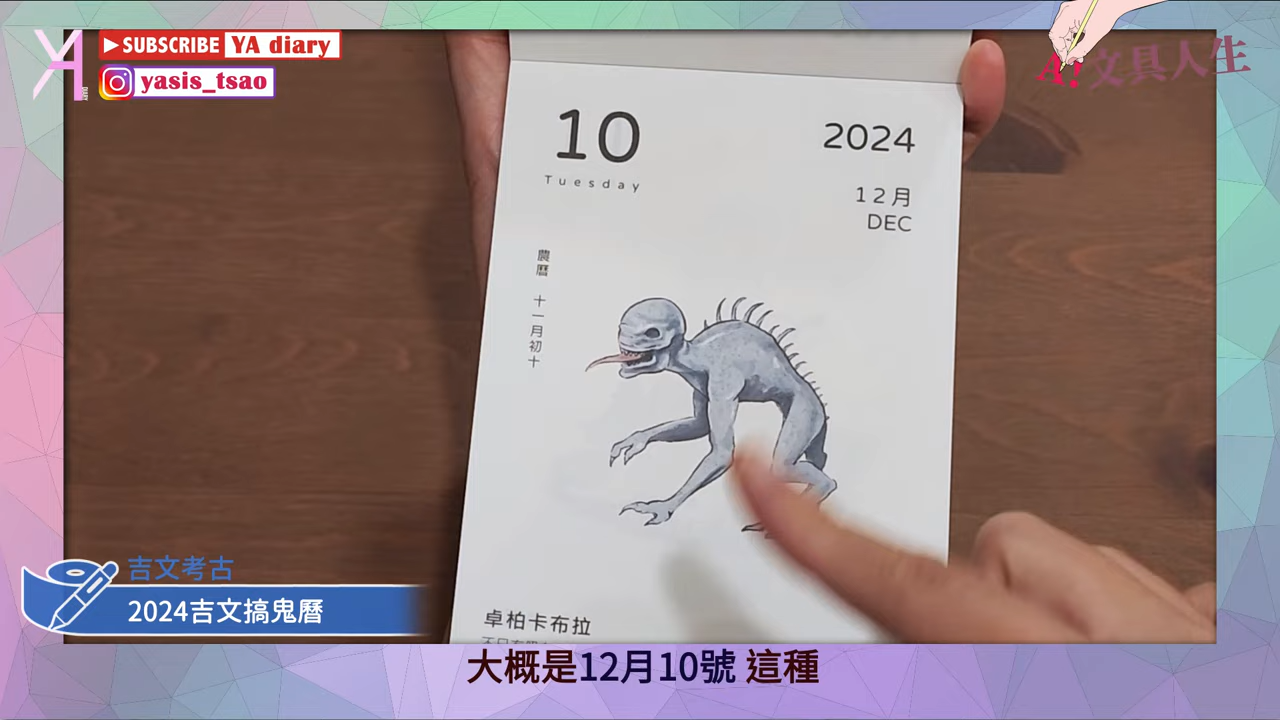 YA
DIARY
SUBSCRIBE YA diary
yasis_tsao
A!文具人生
10
Tuesday
2024
12月
DEC
農曆 十一月初十
卓柏卡布拉
吉文考古
2024吉文搞鬼曆
大概是12月10號 這種